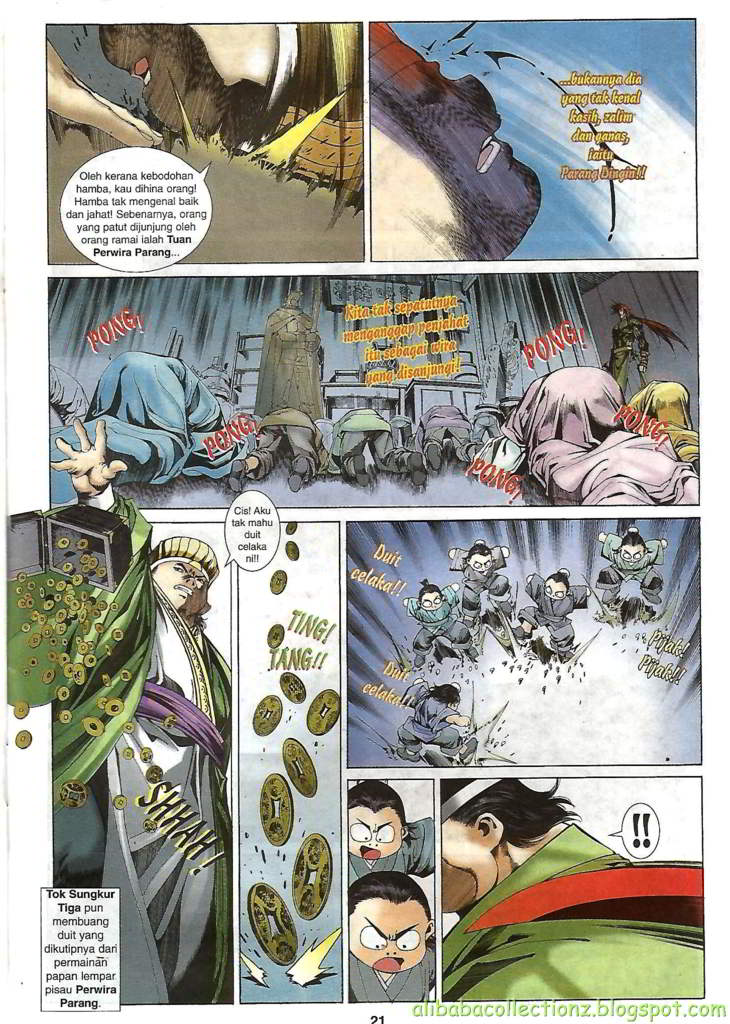 Oleh kerana kebodohan
hamba, kau dihina orang!
Hamba tak mengenal baik
dan jahat! Sebenarnya, orang
yang patut dijunjung oleh
orang ramai ialah Tuan
Perwira Parang...
...bukannya dia
yang tak kenal
kasih, zalim
dan ganas,
iaitu
Parang Dingin!!
Kita tak sepatutnya
menganggap penjahat
itu sebagai wira
yang disanjungi!
PONG!
PONG!
PONG!
PONG!
PONG!
Cis! Aku
tak mahu
duit
celaka
ni!!
TING!
TANG!!
SHHAH!
Tok Sungkur
Tiga pun
membuang
duit yang
dikutipnya dari
permainan
papan lempar
pisau Perwira
Parang.
Duit
celaka!!
Duit
celaka!!
Pijak!
Pijak!!
!!
21
alibabacollectionz.blogspot.com